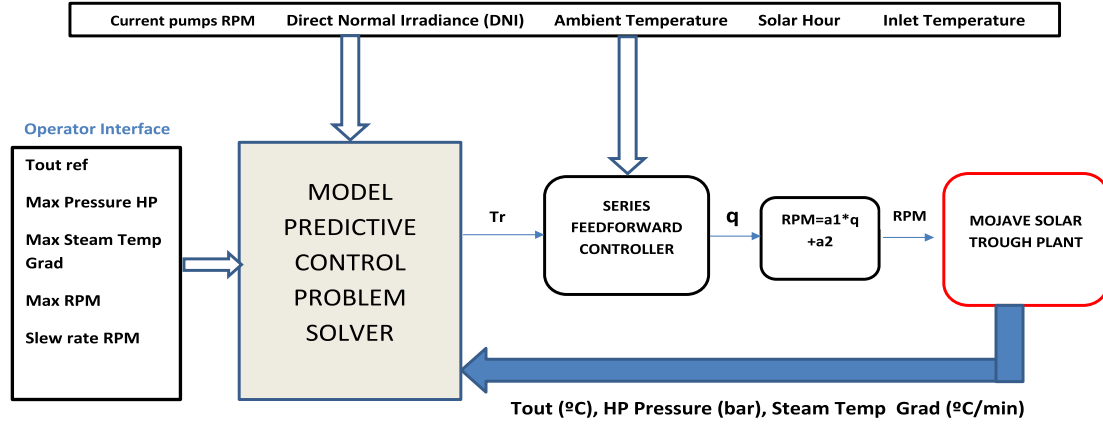 Current pumps RPM Direct Normal Irradiance (DNI) Ambient Temperature Solar Hour Inlet Temperature
Operator Interface
Tout ref
Max Pressure HP
Max Steam Temp
Grad
Max RPM
Slew rate RPM
MODEL
PREDICTIVE
CONTROL
PROBLEM
SOLVER
Tr
SERIES
FEEDFORWARD
CONTROLLER
q
RPM=a1*q
+a2
RPM
MOJAVE SOLAR
TROUGH PLANT
Tout (ºC), HP Pressure (bar), Steam Temp Grad (ºC/min)